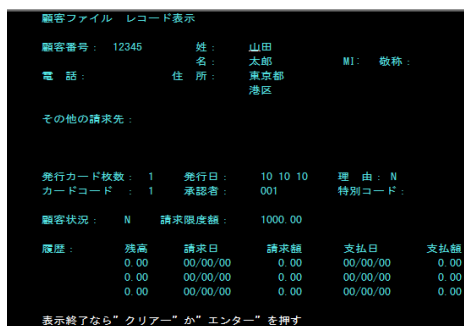 顧客ファイル レコード表示
顧客番号： 12345 姓： 山田
名： 太郎 MI： 敬称：
電 話： 住 所： 東京都
港区
その他の請求先：
発行カード枚数： 1 発行日： 10 10 10 理 由： N
カードコード ： 1 承認者： 001 特別コード：
顧客状況： N 請求限度額： 1000.00
履歴： 残高 請求日 請求額 支払日 支払額
0.00 00/00/00 0.00 00/00/00 0.00
0.00 00/00/00 0.00 00/00/00 0.00
0.00 00/00/00 0.00 00/00/00 0.00
表示終了なら”クリアー”か”エンター”を押す